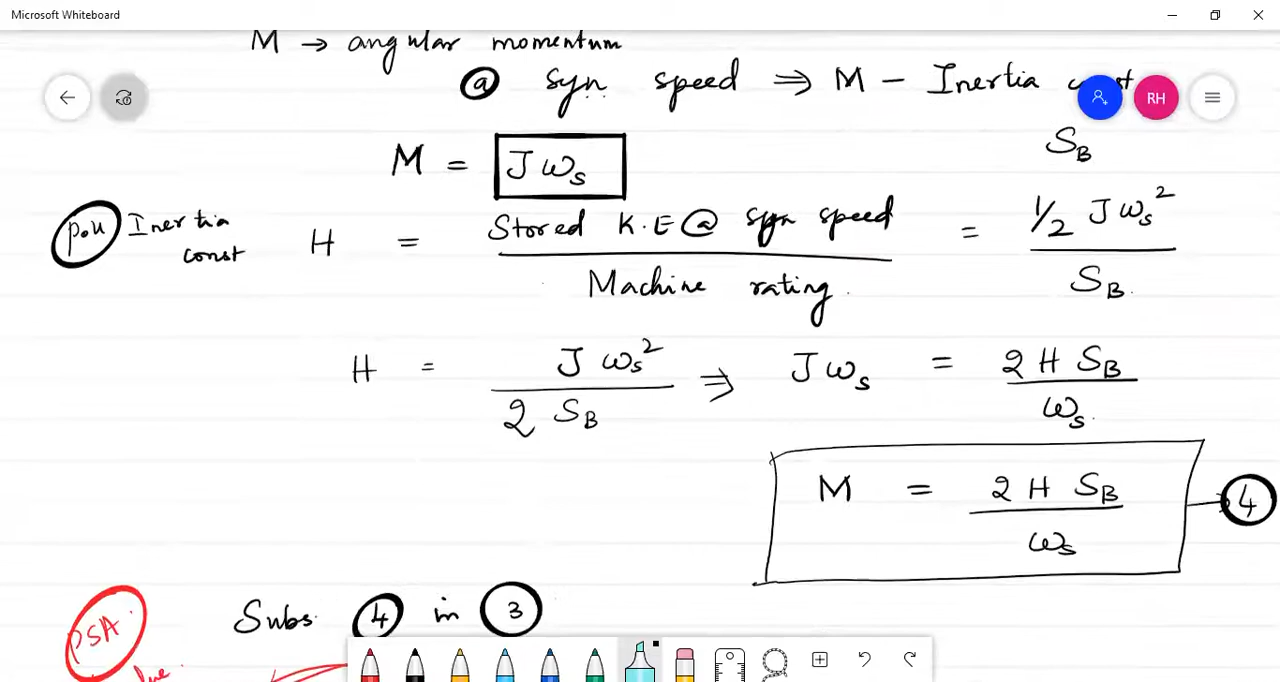 Microsoft Whiteboard
M → angular momentum
@ syn speed ⇒ M - Inertia
RH
S_B
M = J ω_s
p.u Inertia const
H = Stored K.E @ syn speed / Machine rating = 1/2 J ω_s² / S_B
H = J ω_s² / 2 S_B ⇒ J ω_s = 2 H S_B / ω_s
M = 2 H S_B / ω_s → 4
PSA
Subs. 4 in 3